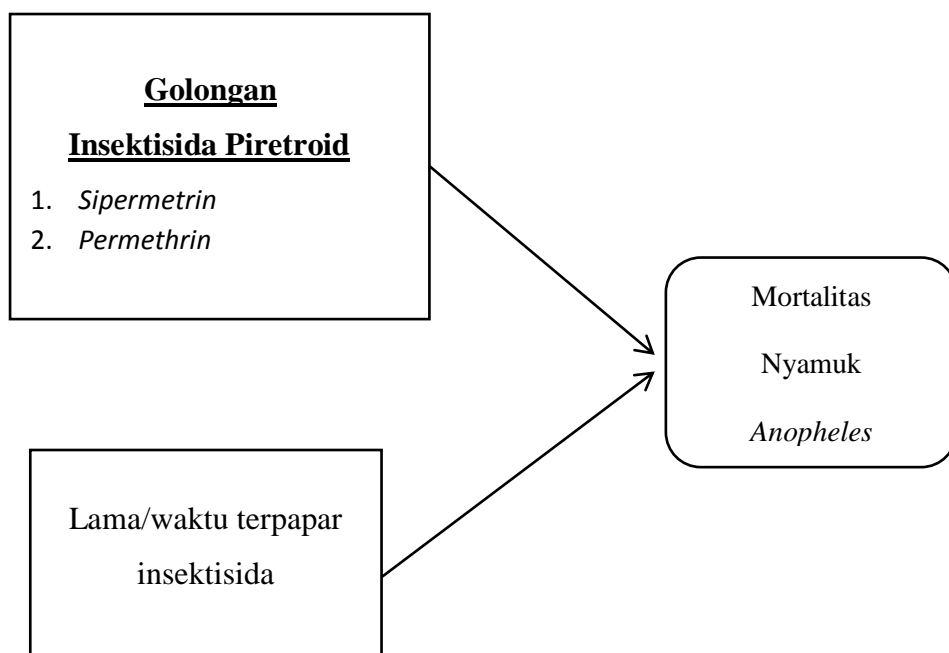 Golongan
Insektisida Piretroid
1. Sipermetrin
2. Permethrin
Mortalitas
Nyamuk
Anopheles
Lama/waktu terpapar
insektisida